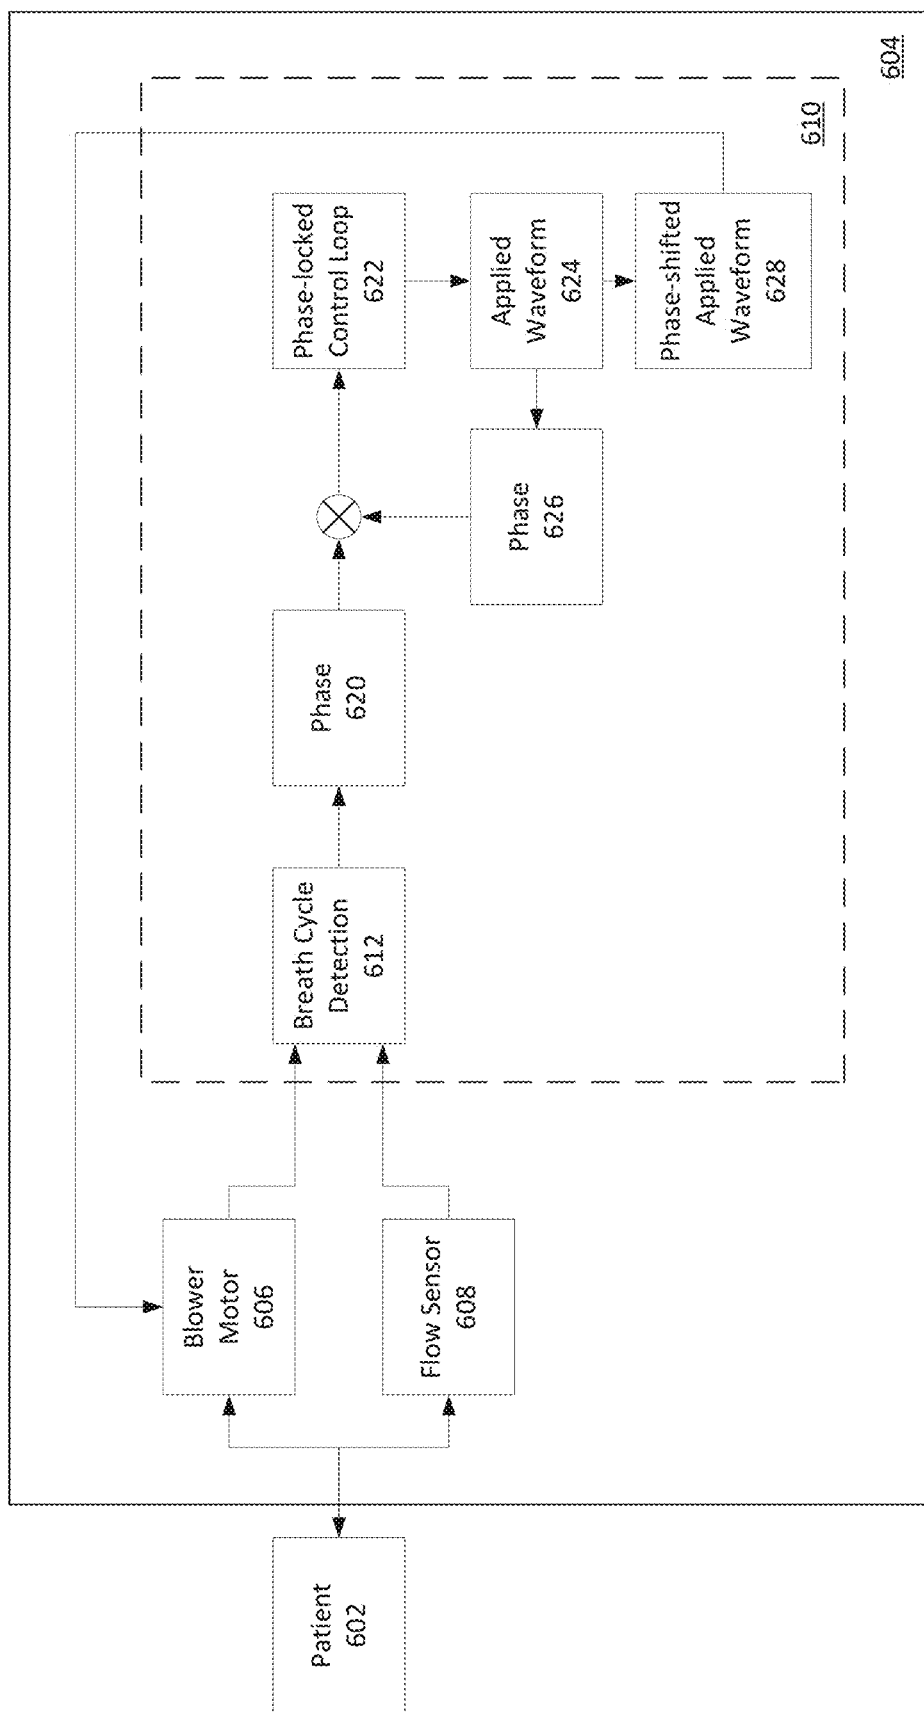 Patient
602
Blower
Motor
606
Flow Sensor
608
Breath Cycle
Detection
612
Phase
620
Phase-locked
Control Loop
622
Phase
626
Applied
Waveform
624
Phase-shifted
Applied
Waveform
628
610
604